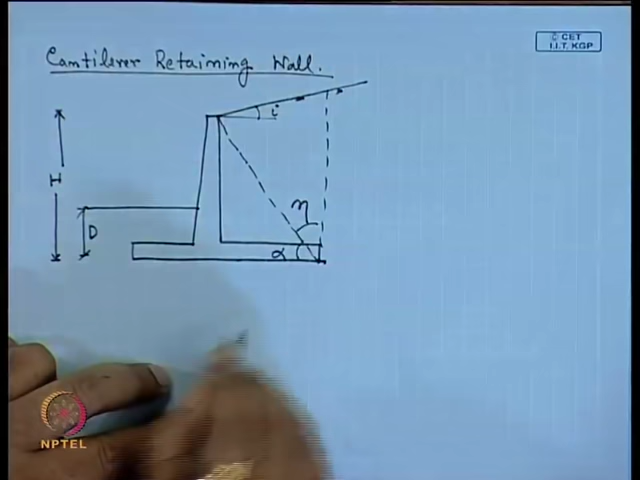 © CET
I.I.T. KGP
Cantilever Retaining Wall.
i
H
D
η
α
NPTEL